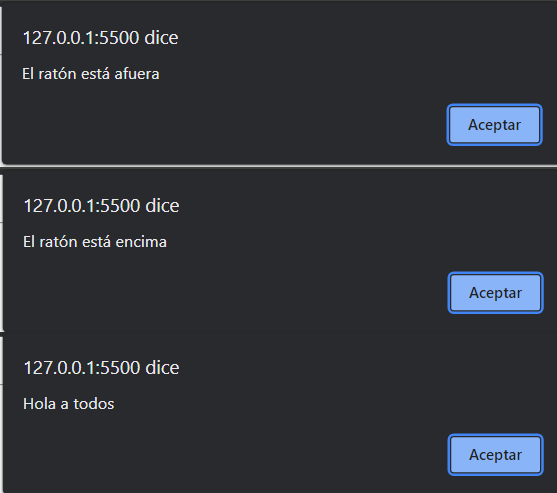 127.0.0.1:5500 dice
El ratón está afuera
Aceptar
127.0.0.1:5500 dice
El ratón está encima
Aceptar
127.0.0.1:5500 dice
Hola a todos
Aceptar